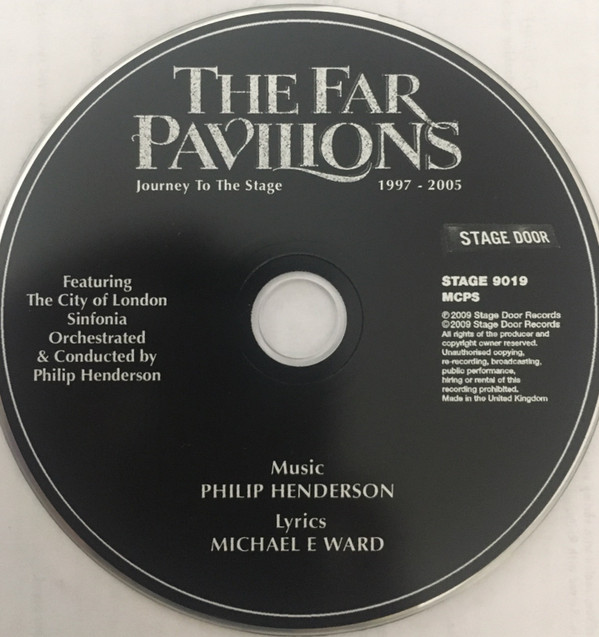 THE FAR
PAVILIONS
Journey To The Stage 1997 - 2005
STAGE DOOR
Featuring
The City of London
Sinfonia
Orchestrated
& Conducted by
Philip Henderson
STAGE 9019
MCPS
℗ 2009 Stage Door Records
© 2009 Stage Door Records
All rights of the producer and
copyright owner reserved.
Unauthorised copying,
re-recording, broadcasting,
public performance,
hiring or rental of this
recording prohibited.
Made in the United Kingdom
Music
PHILIP HENDERSON
Lyrics
MICHAEL E WARD